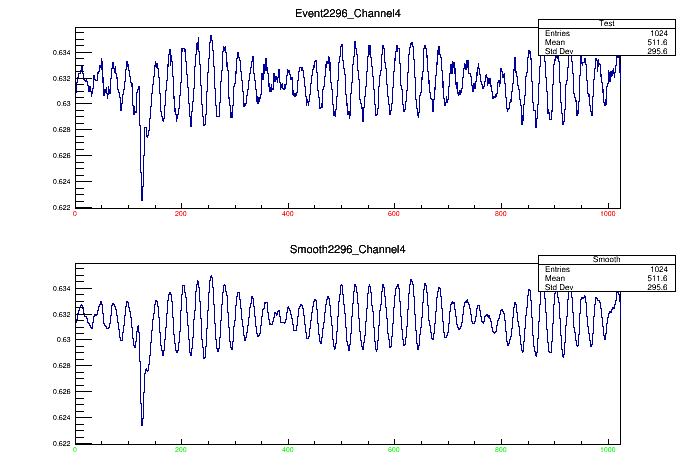 Event2296_Channel4
Test
Entries 1024
Mean 511.6
Std Dev 295.6
0.634
0.632
0.63
0.628
0.626
0.624
0.622
0 200 400 600 800 1000
Smooth2296_Channel4
Smooth
Entries 1024
Mean 511.6
Std Dev 295.6
0.634
0.632
0.63
0.628
0.626
0.624
0.622
0 200 400 600 800 1000